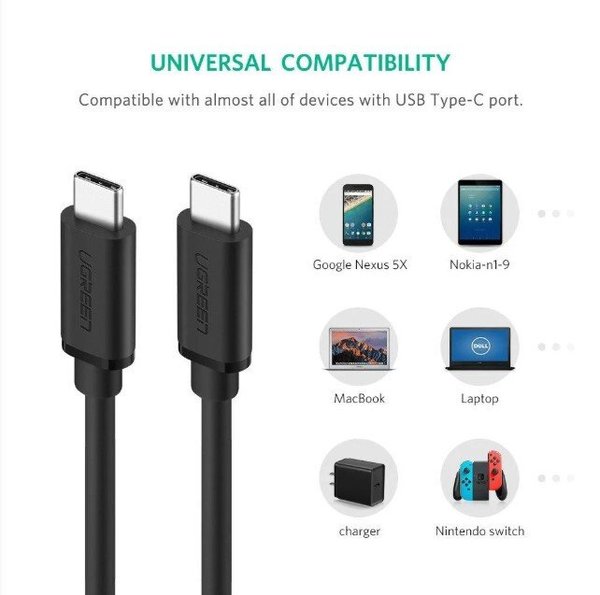 UNIVERSAL COMPATIBILITY
Compatible with almost all of devices with USB Type-C port.
UGREEN
UGREEN
Google Nexus 5X
Nokia-n1-9
DELL
MacBook
Laptop
charger
Nintendo switch